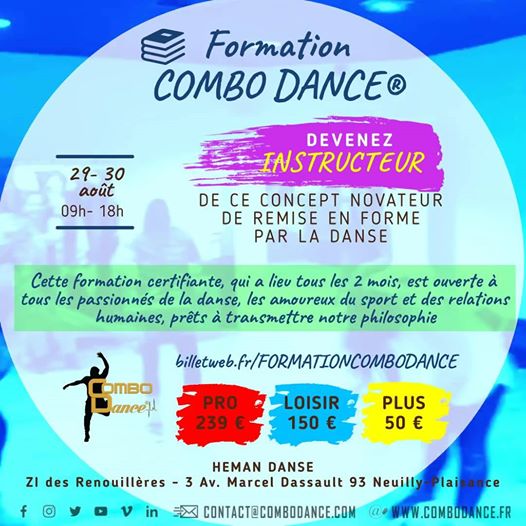 Formation
COMBO DANCE®
DEVENEZ
INSTRUCTEUR
29- 30
août
09h- 18h
DE CE CONCEPT NOVATEUR
DE REMISE EN FORME
PAR LA DANSE
Cette formation certifiante, qui a lieu tous les 2 mois, est ouverte à
tous les passionnés de la danse, les amoureux du sport et des relations
humaines, prêts à transmettre notre philosophie
billetweb.fr/FORMATIONCOMBODANCE
COMBO
Dance
PRO
239 €
LOISIR
150 €
PLUS
50 €
HEMAN DANSE
ZI des Renouillères - 3 Av. Marcel Dassault 93 Neuilly-Plaisance
CONTACT@COMBODANCE.COM
WWW.COMBODANCE.FR